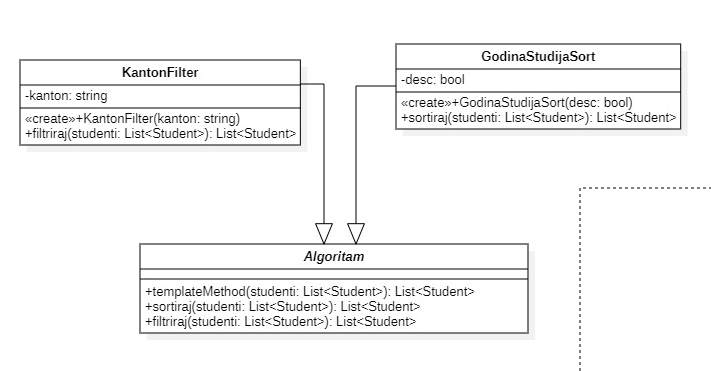 KantonFilter
-kanton: string
«create»+KantonFilter(kanton: string)
+filtriraj(studenti: List<Student>): List<Student>
GodinaStudijaSort
-desc: bool
«create»+GodinaStudijaSort(desc: bool)
+sortiraj(studenti: List<Student>): List<Student>
Algoritam
+templateMethod(studenti: List<Student>): List<Student>
+sortiraj(studenti: List<Student>): List<Student>
+filtriraj(studenti: List<Student>): List<Student>